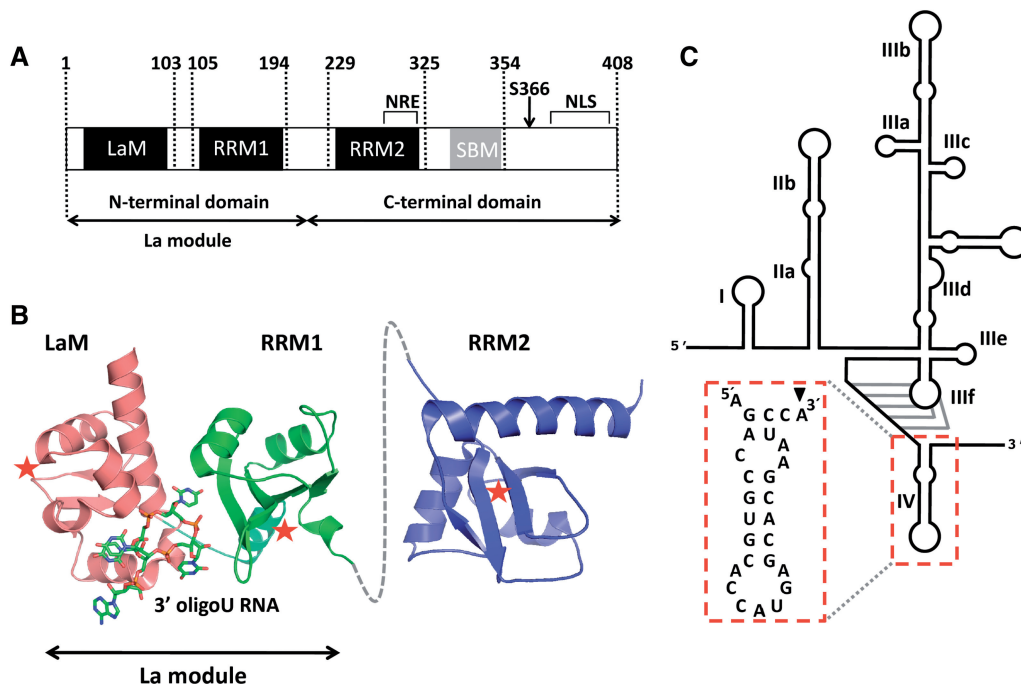 A
1 103 105 194 229 325 354 408
S366
NRE NLS
LaM RRM1 RRM2 SBM
N-terminal domain C-terminal domain
La module
B
LaM RRM1 RRM2
3' oligoU RNA
La module
C
IIIb
IIIa
IIIc
IIb
IIa
IIId
I
5' IIIe
IIIf
3'
IV
5´A
G C C A 3´
A U A
C A G
C C
G A
U C
G G
C A
A G
C C A U